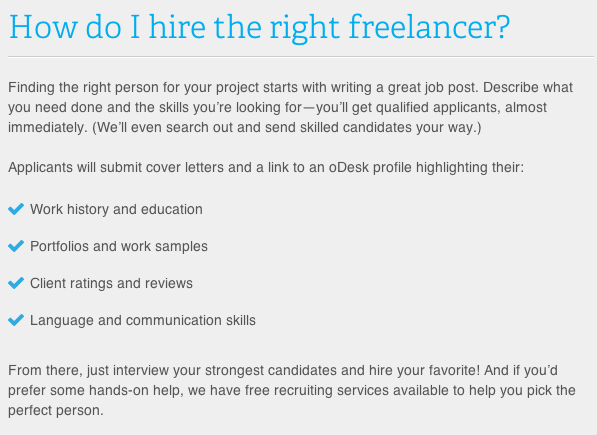 How do I hire the right freelancer?
Finding the right person for your project starts with writing a great job post. Describe what
you need done and the skills you're looking for—you'll get qualified applicants, almost
immediately. (We'll even search out and send skilled candidates your way.)
Applicants will submit cover letters and a link to an oDesk profile highlighting their:
Work history and education
Portfolios and work samples
Client ratings and reviews
Language and communication skills
From there, just interview your strongest candidates and hire your favorite! And if you'd
prefer some hands-on help, we have free recruiting services available to help you pick the
perfect person.